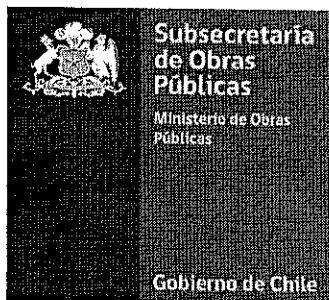 Subsecretaría
de Obras
Públicas
Ministerio de Obras
Públicas
Gobierno de Chile